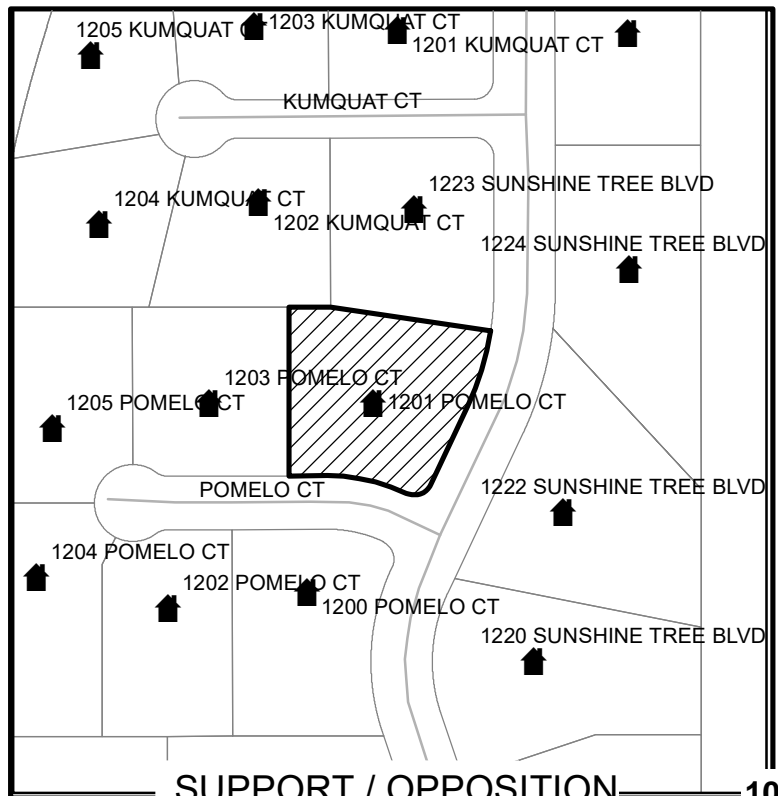 1205 KUMQUAT CT
1203 KUMQUAT CT
1201 KUMQUAT CT
KUMQUAT CT
1223 SUNSHINE TREE BLVD
1204 KUMQUAT CT
1202 KUMQUAT CT
1224 SUNSHINE TREE BLVD
1203 POMELO CT
1205 POMELO CT
1201 POMELO CT
POMELO CT
1222 SUNSHINE TREE BLVD
1204 POMELO CT
1202 POMELO CT
1200 POMELO CT
1220 SUNSHINE TREE BLVD
SUPPORT / OPPOSITION
10